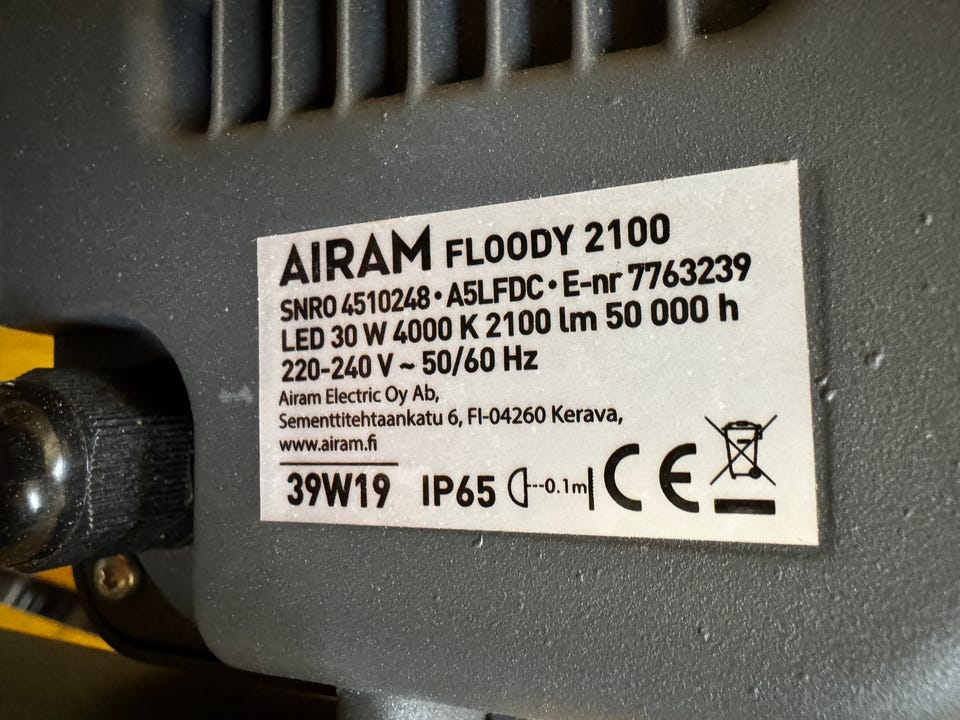 AIRAM FLOODY 2100
SNRO 4510248 • A5LFDC • E-nr 7763239
LED 30 W 4000 K 2100 lm 50 000 h
220-240 V ~ 50/60 Hz
Airam Electric Oy Ab,
Sementtitehtaankatu 6, FI-04260 Kerava,
www.airam.fi
39W19 IP65 0.1m CE